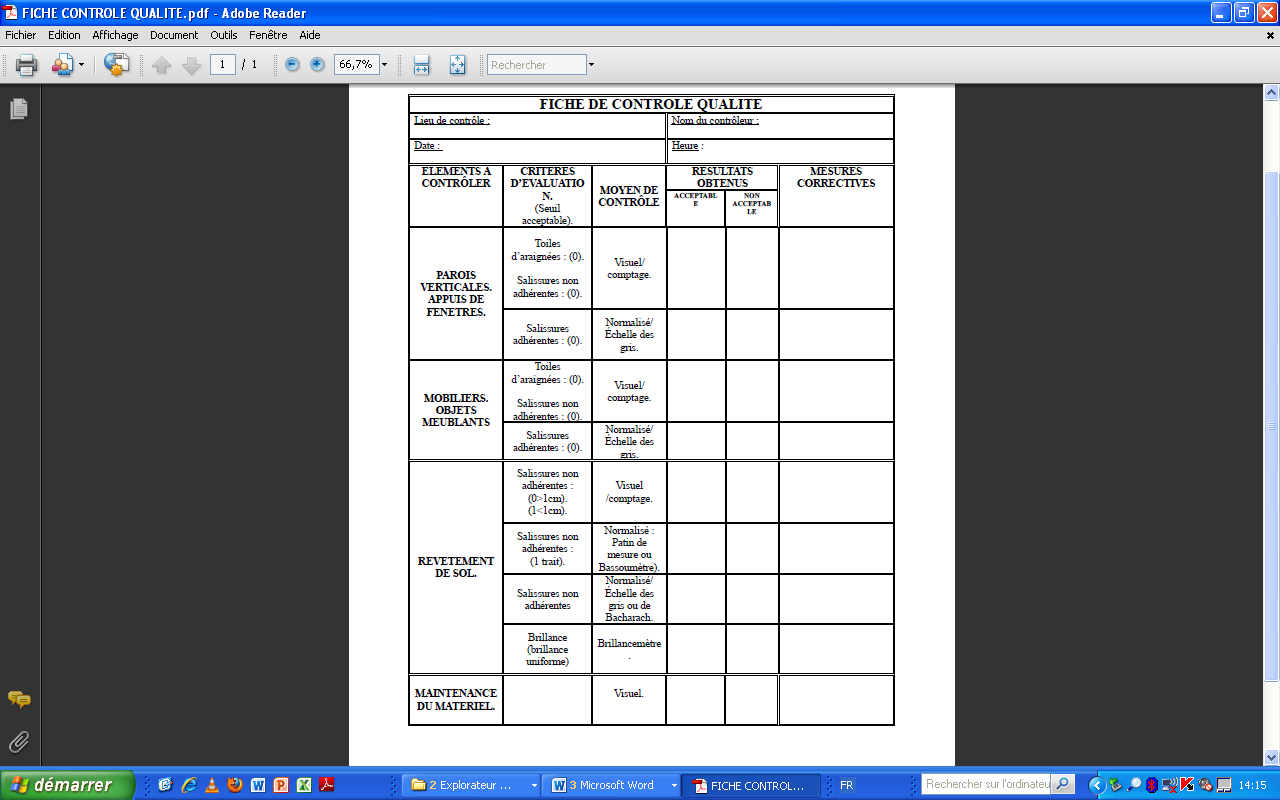 FICHE CONTROLE QUALITE.pdf - Adobe Reader
Fichier Edition Affichage Document Outils Fenêtre Aide
1 / 1 66,7% Rechercher
FICHE DE CONTROLE QUALITE
Lieu de contrôle : Nom du contrôleur :
Date : Heure :
ELEMENTS A CONTRÔLER
CRITERES
D'EVALUATIO
N.
(Seuil
acceptable).
MOYEN DE
CONTRÔLE
RESULTATS
OBTENUS
ACCEPTABL
E
NON
ACCEPTAB
LE
MESURES
CORRECTIVES
PAROIS
VERTICALES.
APPUIS DE
FENETRES.
Toiles
d'araignées : (0).
Salissures non
adhérentes : (0).
Visuel/
comptage.
Salissures
adhérentes : (0).
Normalisé/
Échelle des
gris.
MOBILIERS.
OBJETS
MEUBLANTS
Toiles
d'araignées : (0).
Salissures non
adhérentes : (0).
Visuel/
comptage.
Salissures
adhérentes : (0).
Normalisé/
Échelle des
gris.
REVETEMENT
DE SOL.
Salissures non
adhérentes :
(0>1cm).
(1<1cm).
Visuel
/comptage.
Salissures non
adhérentes :
(1 trait).
Normalisé :
Patin de
mesure ou
Bassoumètre).
Salissures non
adhérentes
Normalisé/
Échelle des
gris ou de
Bacharach.
Brillance
(brillance
uniforme)
Brillancemètre
.
MAINTENANCE
DU MATERIEL.
Visuel.
démarrer 2 Explorateur ... 3 Microsoft Word FICHE CONTROL... FR Rechercher sur l'ordinateu 14:15